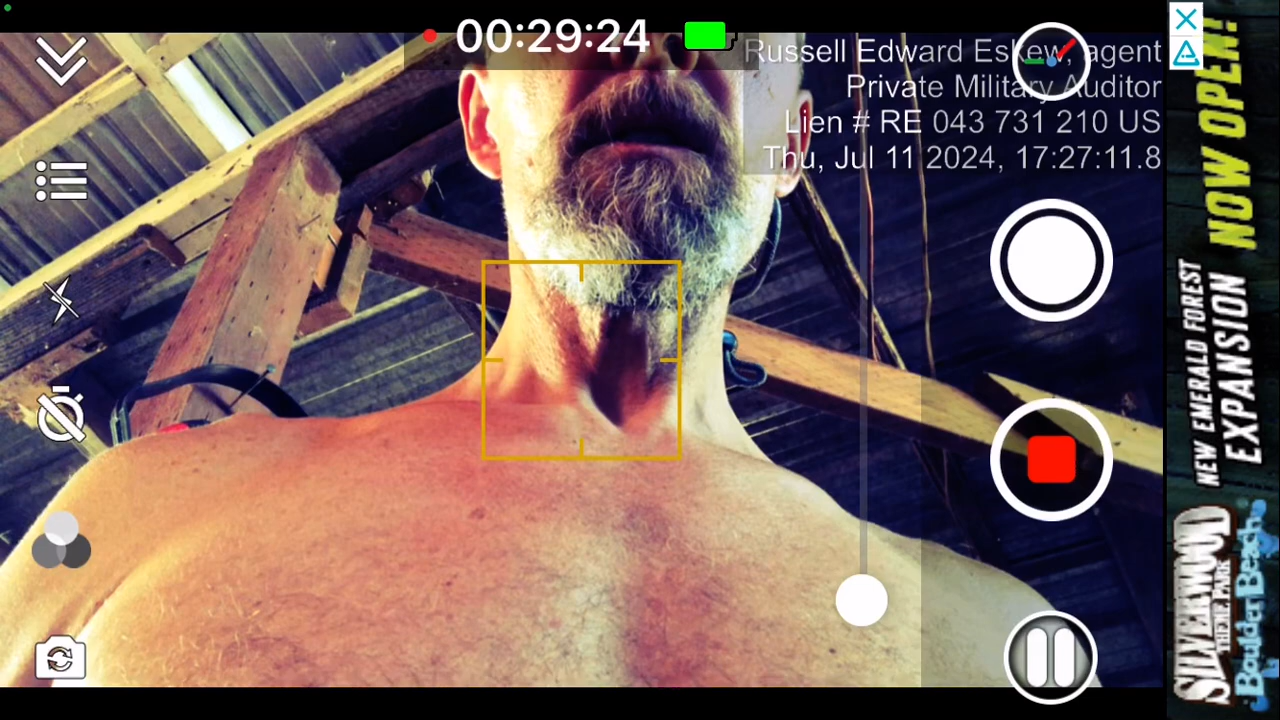 00:29:24
Russell Edward Eskew, agent
Private Military Auditor
Lien # RE 043 731 210 US
Thu, Jul 11 2024, 17:27:11.8
NOW OPEN!
NEW EMERALD FOREST
EXPANSION
SILVERWOOD
THEME PARK
Boulder Beach